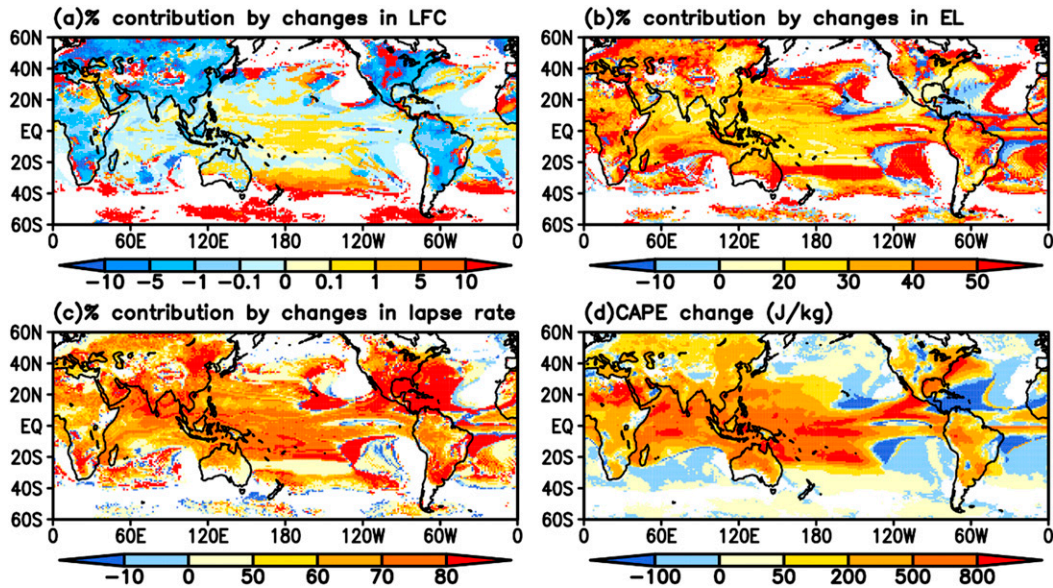 (a)% contribution by changes in LFC
60N
40N
20N
EQ
20S
40S
60S
0 60E 120E 180 120W 60W 0
-10 -5 -1 -0.1 0 0.1 1 5 10
(b)% contribution by changes in EL
60N
40N
20N
EQ
20S
40S
60S
0 60E 120E 180 120W 60W 0
-10 0 20 30 40 50
(c)% contribution by changes in lapse rate
60N
40N
20N
EQ
20S
40S
60S
0 60E 120E 180 120W 60W 0
-10 0 50 60 70 80
(d)CAPE change (J/kg)
60N
40N
20N
EQ
20S
40S
60S
0 60E 120E 180 120W 60W 0
-100 0 50 200 500 800